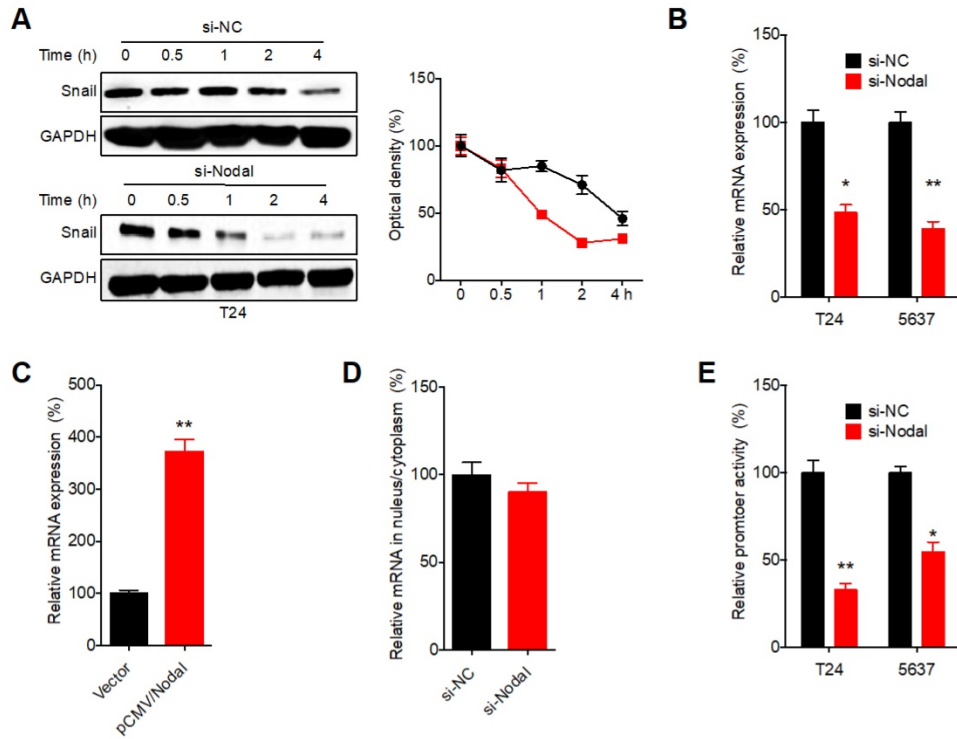 A
si-NC
Time (h) 0 0.5 1 2 4
Snail
GAPDH
si-Nodal
Time (h) 0 0.5 1 2 4
Snail
GAPDH
T24
Optical density (%)
150
100
50
0
0 0.5 1 2 4 h
B
Relative mRNA expression (%)
150
100
50
0
si-NC
si-Nodal
*
**
T24 5637
C
Relative mRNA expression (%)
500
400
300
200
100
0
**
Vector
pCMV/Nodal
D
Relative mRNA in nuleus/cytoplasm (%)
150
100
50
0
si-NC
si-Nodal
E
Relative promtoer activity (%)
150
100
50
0
si-NC
si-Nodal
**
*
T24 5637